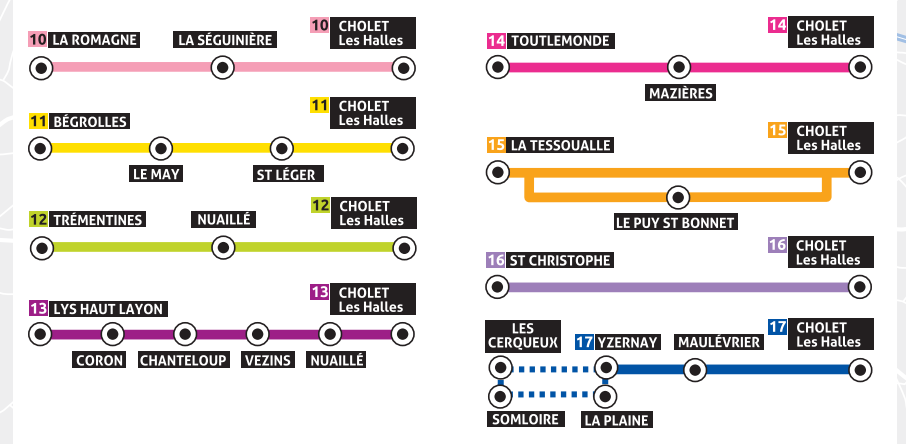 10 LA ROMAGNE
LA SÉGUINIÈRE
10 CHOLET
Les Halles
11 BÉGROLLES
LE MAY
ST LÉGER
11 CHOLET
Les Halles
12 TRÉMENTINES
NUAILLÉ
12 CHOLET
Les Halles
13 LYS HAUT LAYON
CORON
CHANTELOUP
VEZINS
NUAILLÉ
13 CHOLET
Les Halles
14 TOUTLEMONDE
MAZIÈRES
14 CHOLET
Les Halles
15 LA TESSOUALLE
LE PUY ST BONNET
15 CHOLET
Les Halles
16 ST CHRISTOPHE
16 CHOLET
Les Halles
LES
CERQUEUX
SOMLOIRE
17 YZERNAY
LA PLAINE
MAULÉVRIER
17 CHOLET
Les Halles